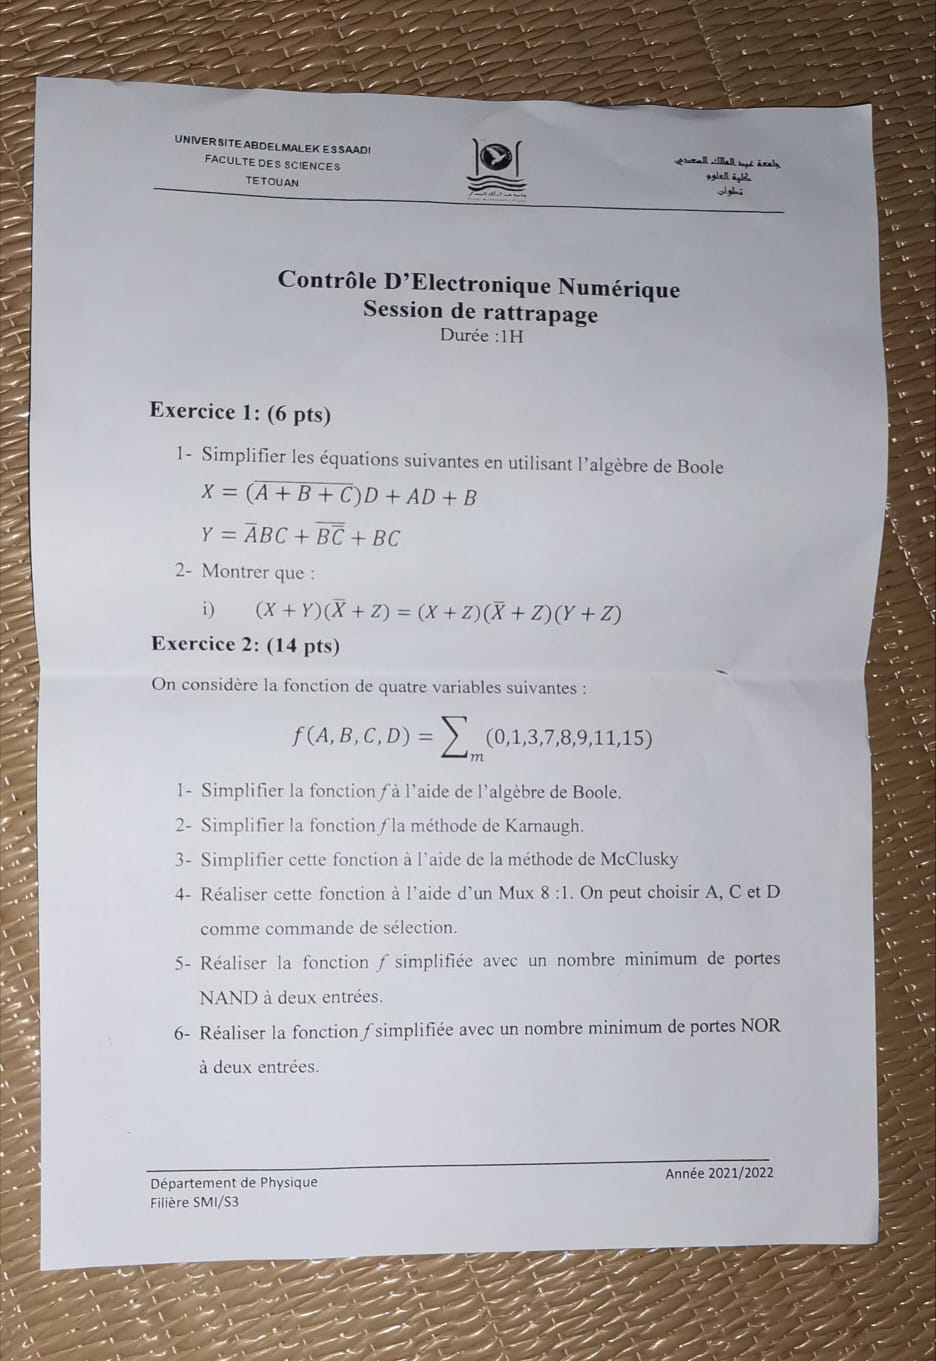 UNIVERSITE ABDELMALEK ESSAADI
FACULTE DES SCIENCES
TETOUAN
جامعة عبد المالك السعدي
كلية العلوم
تطوان
Contrôle D’Electronique Numérique
Session de rattrapage
Durée :1H
Exercice 1: (6 pts)
1- Simplifier les équations suivantes en utilisant l’algèbre de Boole
X = (\overline{A + B + C})D + AD + B
Y = \overline{A}BC + \overline{B\overline{C}} + BC
2- Montrer que :
i) (X + Y)(\overline{X} + Z) = (X + Z)(\overline{X} + Z)(Y + Z)
Exercice 2: (14 pts)
On considère la fonction de quatre variables suivantes :
f(A, B, C, D) = ∑_m (0,1,3,7,8,9,11,15)
1- Simplifier la fonction f à l’aide de l’algèbre de Boole.
2- Simplifier la fonction f la méthode de Karnaugh.
3- Simplifier cette fonction à l’aide de la méthode de McClusky
4- Réaliser cette fonction à l’aide d’un Mux 8 :1. On peut choisir A, C et D
comme commande de sélection.
5- Réaliser la fonction f simplifiée avec un nombre minimum de portes
NAND à deux entrées.
6- Réaliser la fonction f simplifiée avec un nombre minimum de portes NOR
à deux entrées.
Département de Physique
Filière SMI/S3
Année 2021/2022